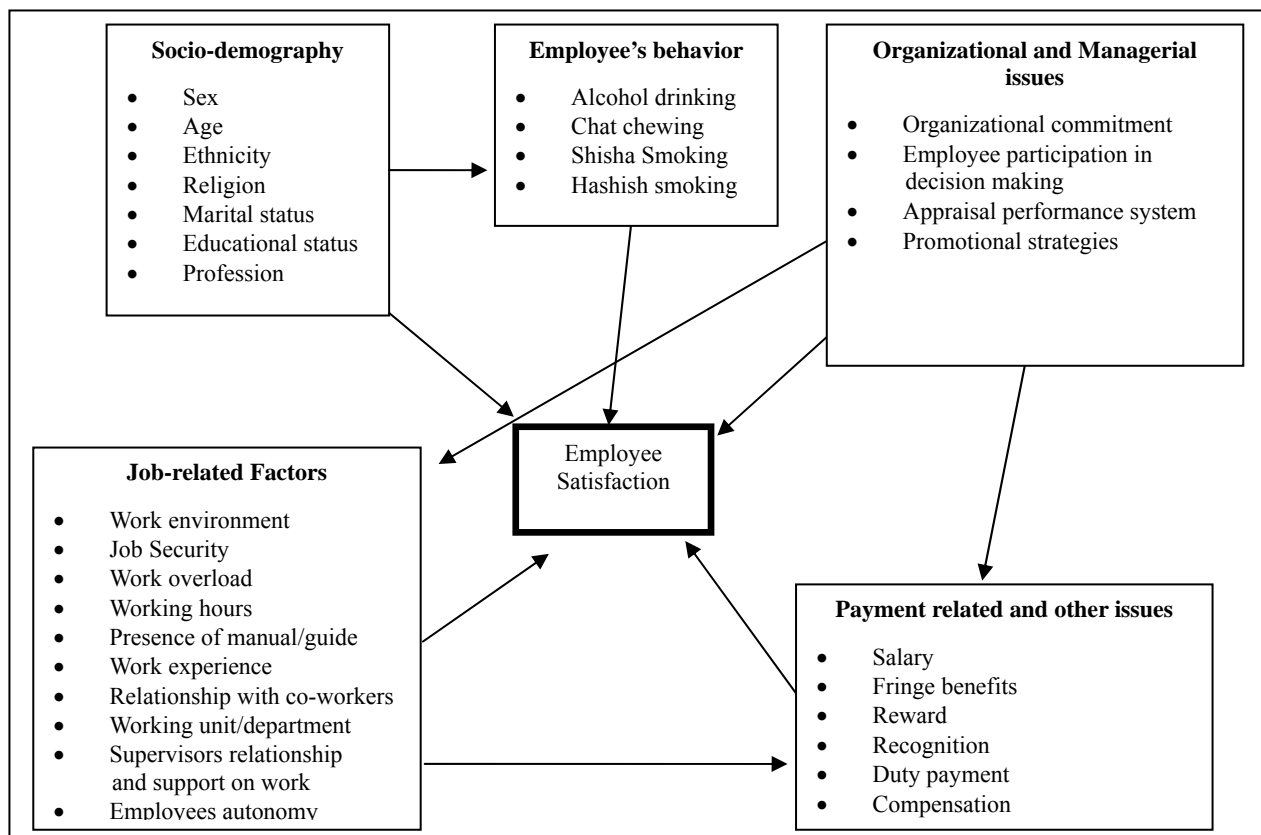 Socio-demography
• Sex
• Age
• Ethnicity
• Religion
• Marital status
• Educational status
• Profession
Employee’s behavior
• Alcohol drinking
• Chat chewing
• Shisha Smoking
• Hashish smoking
Organizational and Managerial
issues
• Organizational commitment
• Employee participation in
decision making
• Appraisal performance system
• Promotional strategies
Employee
Satisfaction
Job-related Factors
• Work environment
• Job Security
• Work overload
• Working hours
• Presence of manual/guide
• Work experience
• Relationship with co-workers
• Working unit/department
• Supervisors relationship
and support on work
• Employees autonomy
Payment related and other issues
• Salary
• Fringe benefits
• Reward
• Recognition
• Duty payment
• Compensation